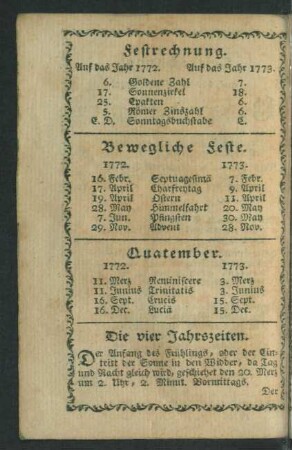 Festrechnung.
Auf das Jahr 1772. Auf das Jahr 1773.
6. Goldne Zahl 7.
17. Sonnenzirkel 18.
25. Epakten 6.
5. Römer Zinszahl 6.
E. D. Sonntagsbuchstabe C.
Bewegliche Feste.
1772. 1773.
16. Febr. Septuagesimä 7. Febr.
17. April Charfreytag 9. April
19. April Ostern 11. April
28. May Himmelfahrt 20. May
7. Jun. Pfingsten 30. May
29. Nov. Advent 28. Nov.
Quatember.
1772. 1773.
11. Merz Reminiscere 3. Merz
11. Junius Trinitatis 3. Junius
16. Sept. Crucis 15. Sept.
16. Dec. Lucia 15. Dec.
Die vier Jahrszeiten.
Der Anfang des Frühlings, oder der Ein-
tritt der Sonne in den Widder, da Tag
und Nacht gleich wird, geschiehet den 20. Merz
um 2. Uhr, 2. Minut. Vormittags.
Der